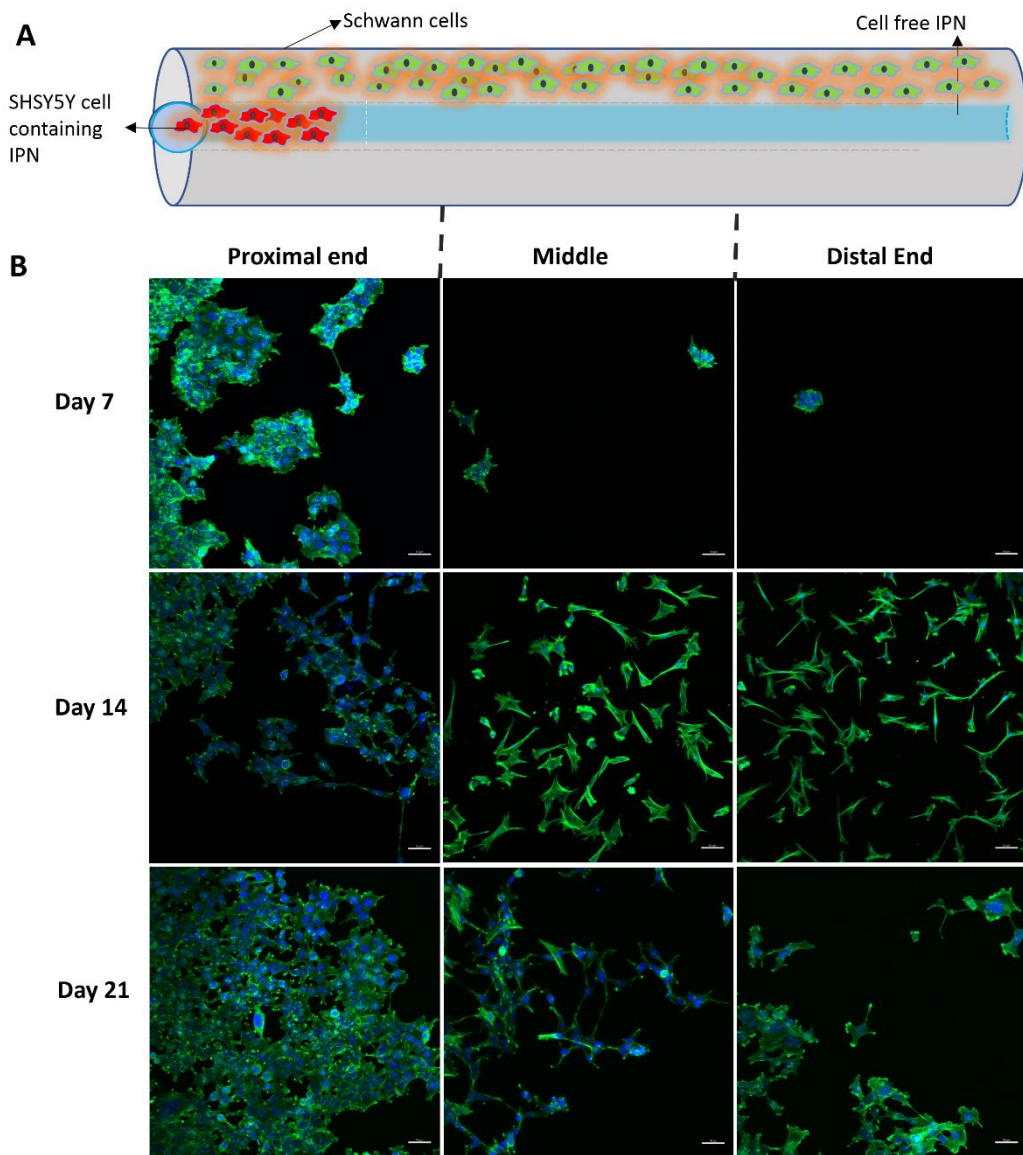 A
Schwann cells
Cell free IPN
SHSY5Y cell
containing
IPN
B
Proximal end
Middle
Distal End
Day 7
Day 14
Day 21